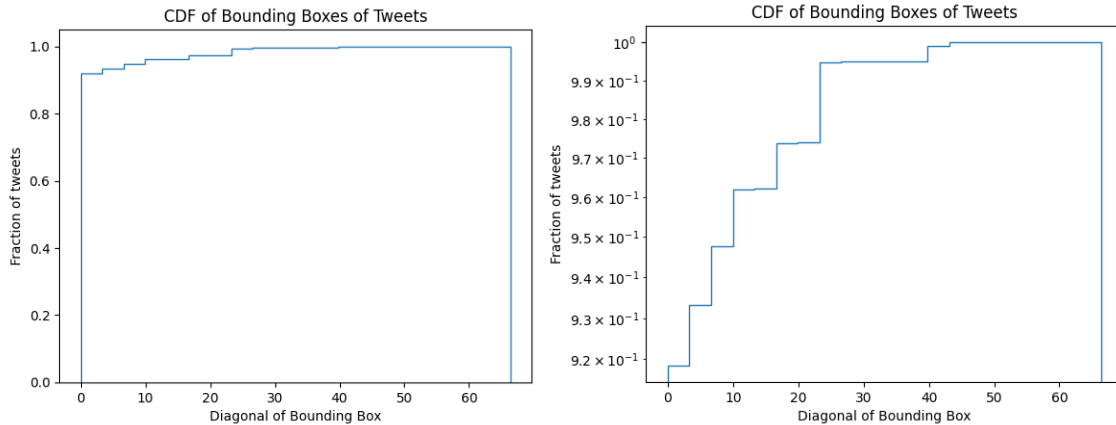 CDF of Bounding Boxes of Tweets
1.0
0.8
0.6
0.4
0.2
0.0
Fraction of tweets
0 10 20 30 40 50 60
Diagonal of Bounding Box
CDF of Bounding Boxes of Tweets
10⁰
9.9 × 10⁻¹
9.8 × 10⁻¹
9.7 × 10⁻¹
9.6 × 10⁻¹
9.5 × 10⁻¹
9.4 × 10⁻¹
9.3 × 10⁻¹
9.2 × 10⁻¹
Fraction of tweets
0 10 20 30 40 50 60
Diagonal of Bounding Box